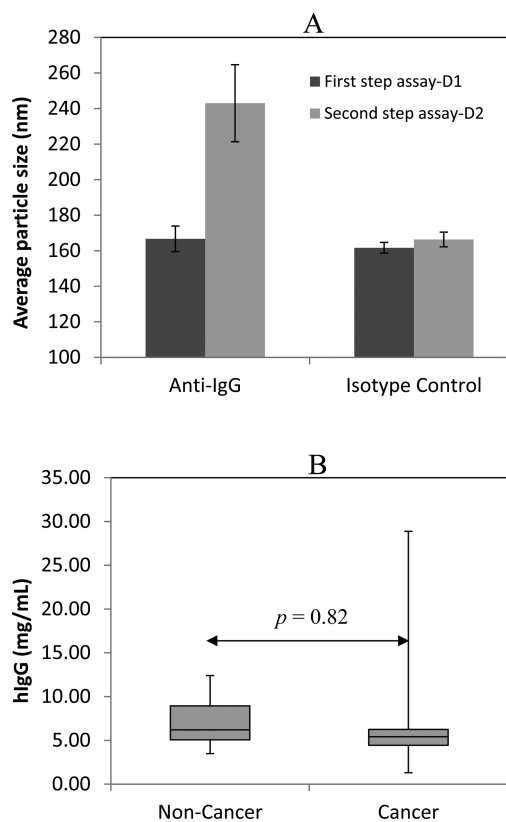 A
280
260
240
220
200
180
160
140
120
100
Average particle size (nm)
First step assay-D1
Second step assay-D2
Anti-IgG
Isotype Control
B
35.00
30.00
25.00
20.00
15.00
10.00
5.00
0.00
hIgG (mg/mL)
p = 0.82
Non-Cancer
Cancer